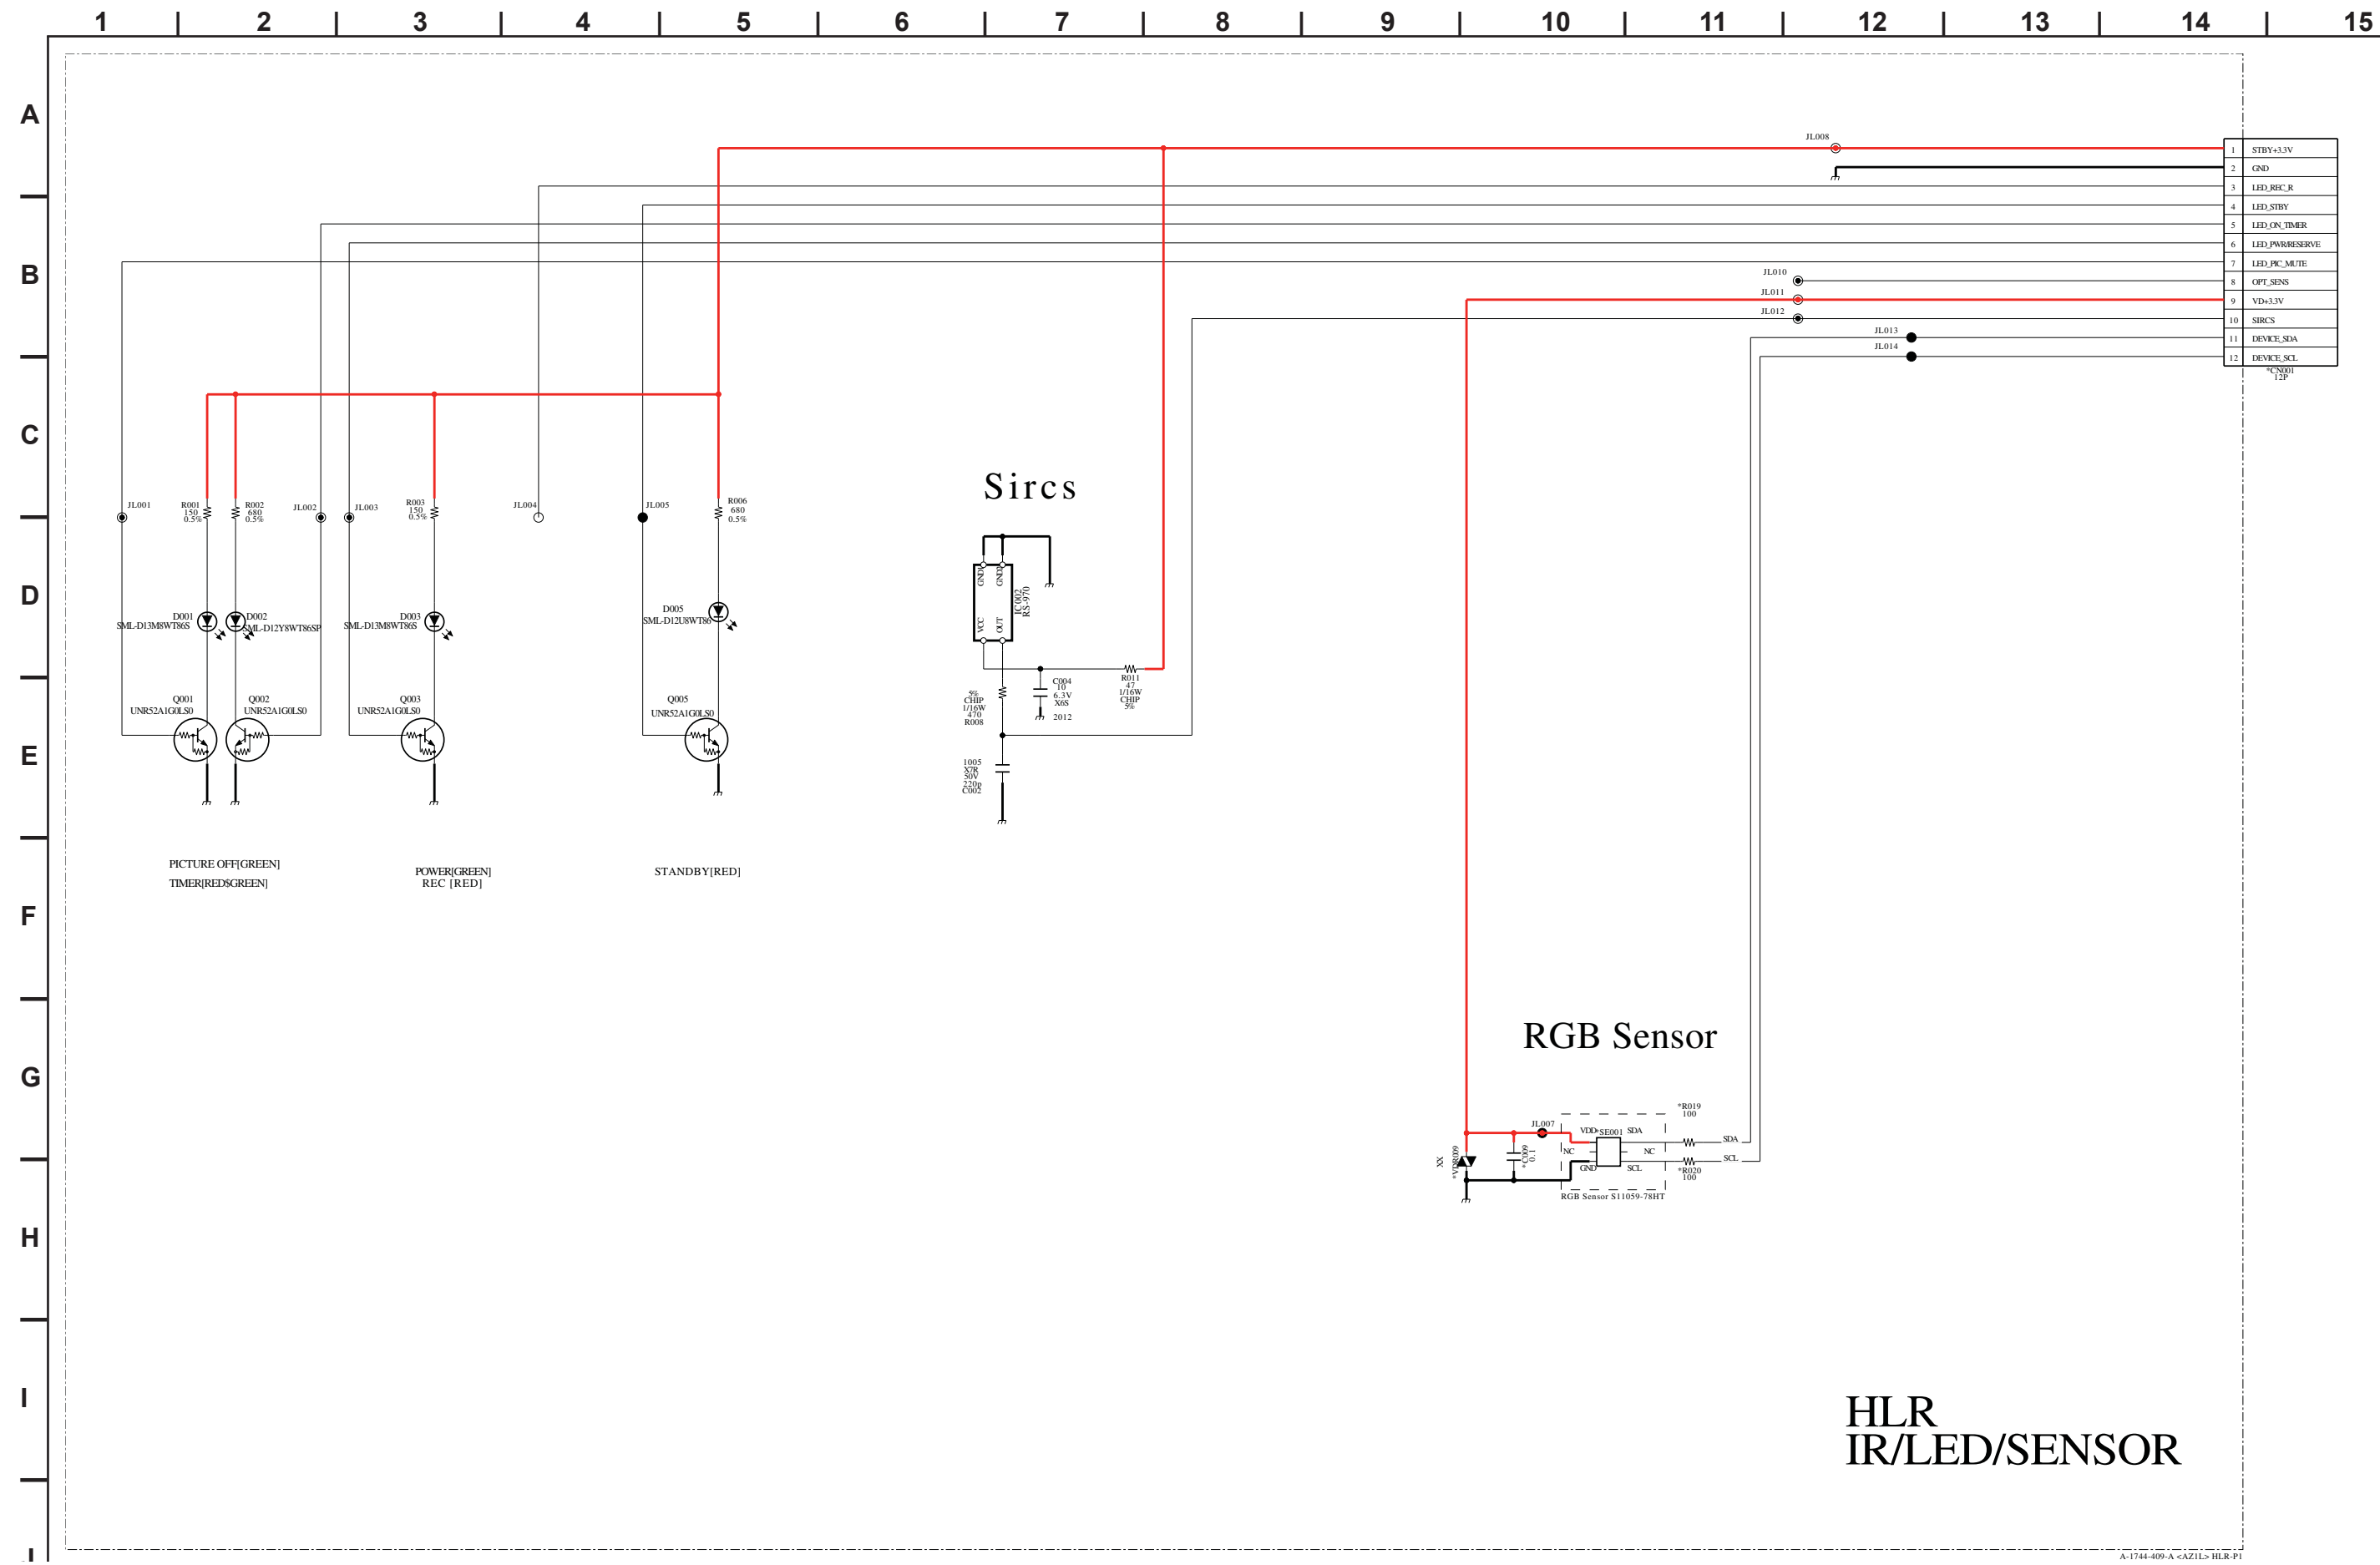 1 2 3 4 5 6 7 8 9 10 11 12 13 14 15
A
JL008
1 STBY+3.3V
2 GND
3 LED_REC_R
4 LED_STBY
5 LED_ON_TIMER
6 LED_PWR/RESERVE
B
7 LED_PIC_MUTE
JL010
8 OPT_SENS
JL011
9 VD+3.3V
JL012
10 SIRCS
JL013
11 DEVICE_SDA
JL014
12 DEVICE_SCL
*CN001
12P
C
Sircs
JL001
R001
150
0.5%
R002
680
0.5%
JL002
JL003
R003
150
0.5%
JL004
JL005
R006
680
0.5%
D
GND1
GND2
IC002
RS-970
VCC
OUT
D001
SML-D13M8WT86S
D002
SML-D12Y8WT86SP
D003
SML-D13M8WT86S
D005
SML-D12U8WT86
Q001
UNR52A1G0LS0
Q002
UNR52A1G0LS0
Q003
UNR52A1G0LS0
Q005
UNR52A1G0LS0
5%
CHIP
1/16W
470
R008
C004
10
6.3V
X6S
2012
R011
47
1/16W
CHIP
5%
E
1005
X7R
50V
220p
C002
PICTURE OFF[GREEN]
TIMER[RED$GREEN]
POWER[GREEN]
REC [RED]
STANDBY[RED]
F
RGB Sensor
G
*R019
100
JL007
VDD
*SE001
SDA
SDA
NC
NC
XX
*VDR009
*C009
0.1
GND
SCL
SCL
*R020
100
RGB Sensor S11059-78HT
H
I
HLR
IR/LED/SENSOR
J
A-1744-409-A <AZ1L> HLR-P1